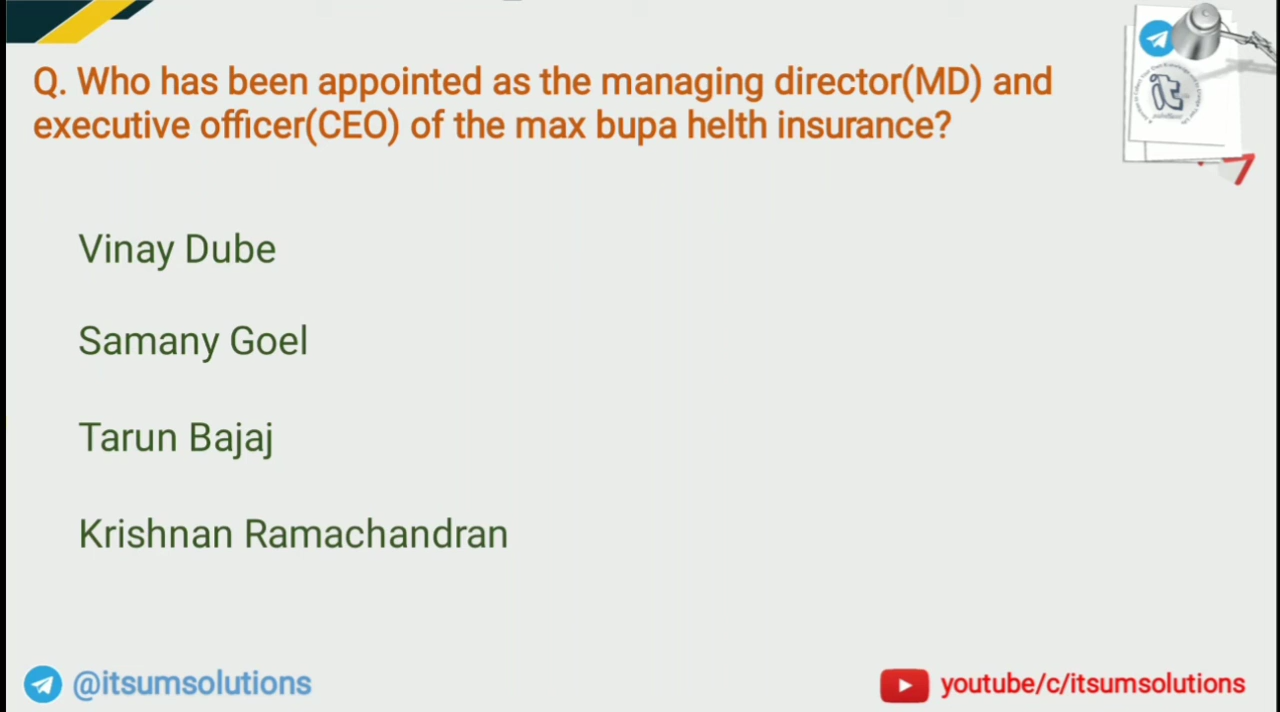 Q. Who has been appointed as the managing director(MD) and
executive officer(CEO) of the max bupa helth insurance?
Vinay Dube
Samany Goel
Tarun Bajaj
Krishnan Ramachandran
@itsumsolutions
youtube/c/itsumsolutions